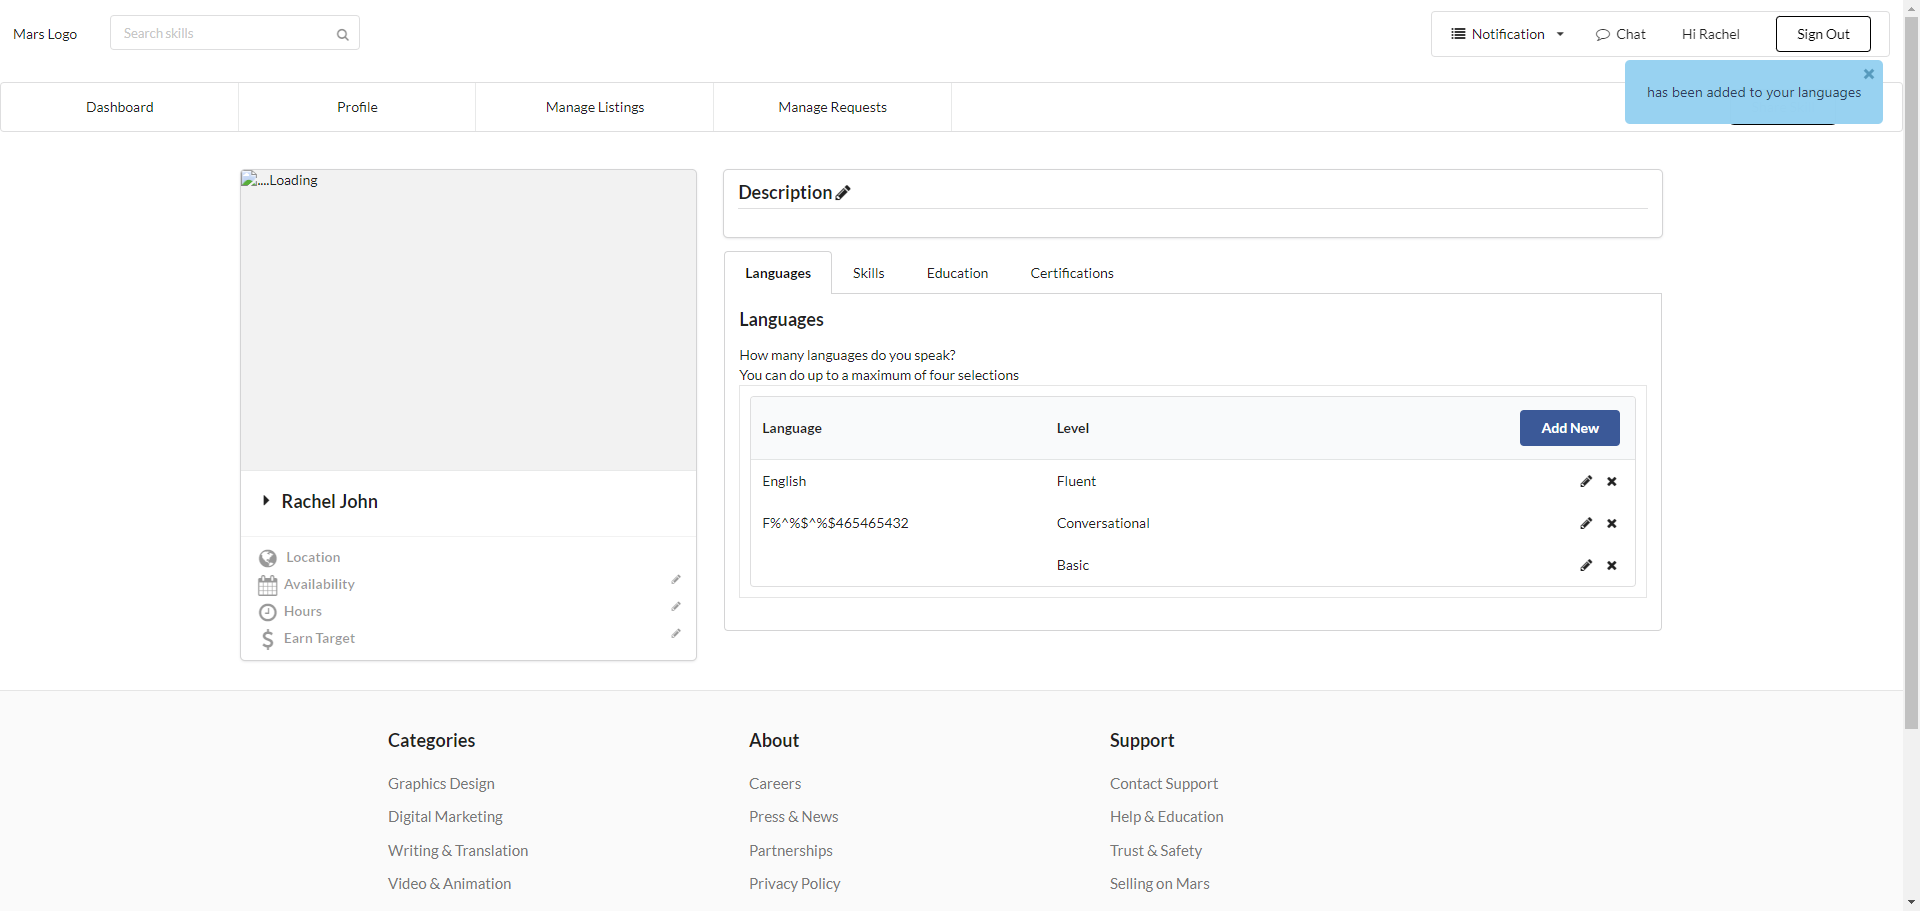 Mars Logo
Search skills
Notification
Chat
Hi Rachel
Sign Out
has been added to your languages
Dashboard
Profile
Manage Listings
Manage Requests
....Loading
Rachel John
Location
Availability
Hours
Earn Target
Description
Languages
Skills
Education
Certifications
Languages
How many languages do you speak?
You can do up to a maximum of four selections
Language
Level
Add New
English
Fluent
F%^%$^%$465465432
Conversational
Basic
Categories
Graphics Design
Digital Marketing
Writing & Translation
Video & Animation
About
Careers
Press & News
Partnerships
Privacy Policy
Support
Contact Support
Help & Education
Trust & Safety
Selling on Mars